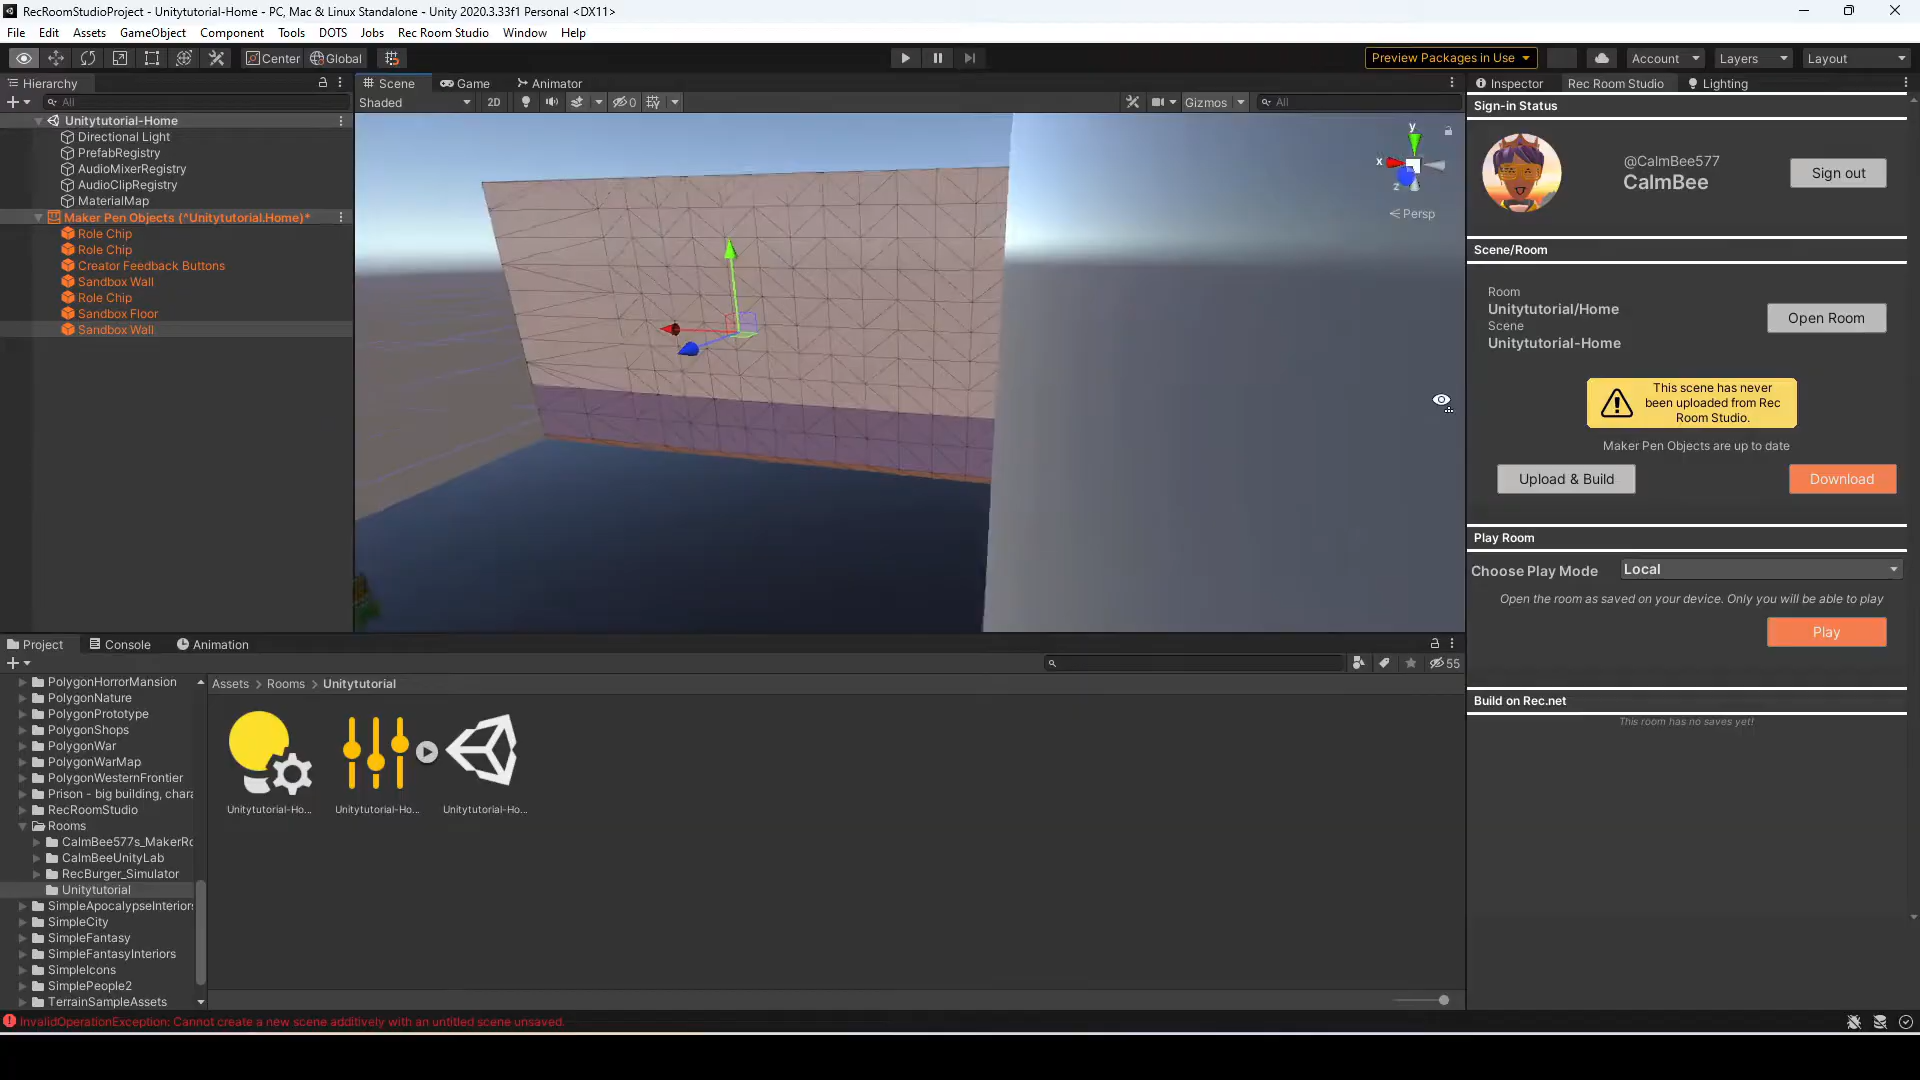 RecRoomStudioProject - Unitytutorial-Home - PC, Mac & Linux Standalone - Unity 2020.3.33f1 Personal <DX11>
File Edit Assets GameObject Component Tools DOTS Jobs Rec Room Studio Window Help
Center Global Preview Packages in Use Account Layers Layout
Hierarchy
All
Unitytutorial-Home
Directional Light
PrefabRegistry
AudioMixerRegistry
AudioClipRegistry
MaterialMap
Maker Pen Objects (^Unitytutorial.Home)*
Role Chip
Role Chip
Creator Feedback Buttons
Sandbox Wall
Role Chip
Sandbox Floor
Sandbox Wall
Scene Game Animator
Shaded 2D 0 Gizmos All
y
x
z
Persp
Inspector Rec Room Studio Lighting
Sign-in Status
@CalmBee577
CalmBee
Sign out
Scene/Room
Room
Unitytutorial/Home
Scene
Unitytutorial-Home
Open Room
This scene has never
been uploaded from Rec
Room Studio.
Maker Pen Objects are up to date
Upload & Build Download
Play Room
Choose Play Mode Local
Open the room as saved on your device. Only you will be able to play
Play
Build on Rec.net
This room has no saves yet!
Project Console Animation
55
PolygonHorrorMansion
PolygonNature
PolygonPrototype
PolygonShops
PolygonWar
PolygonWarMap
PolygonWesternFrontier
Prison - big building, chara
RecRoomStudio
Rooms
CalmBee577s_MakerRo
CalmBeeUnityLab
RecBurger_Simulator
Unitytutorial
SimpleApocalypseInteriors
SimpleCity
SimpleFantasy
SimpleFantasyInteriors
SimpleIcons
SimplePeople2
TerrainSampleAssets
Assets > Rooms > Unitytutorial
Unitytutorial-Ho... Unitytutorial-Ho... Unitytutorial-Ho...
InvalidOperationException: Cannot create a new scene additively with an untitled scene unsaved.